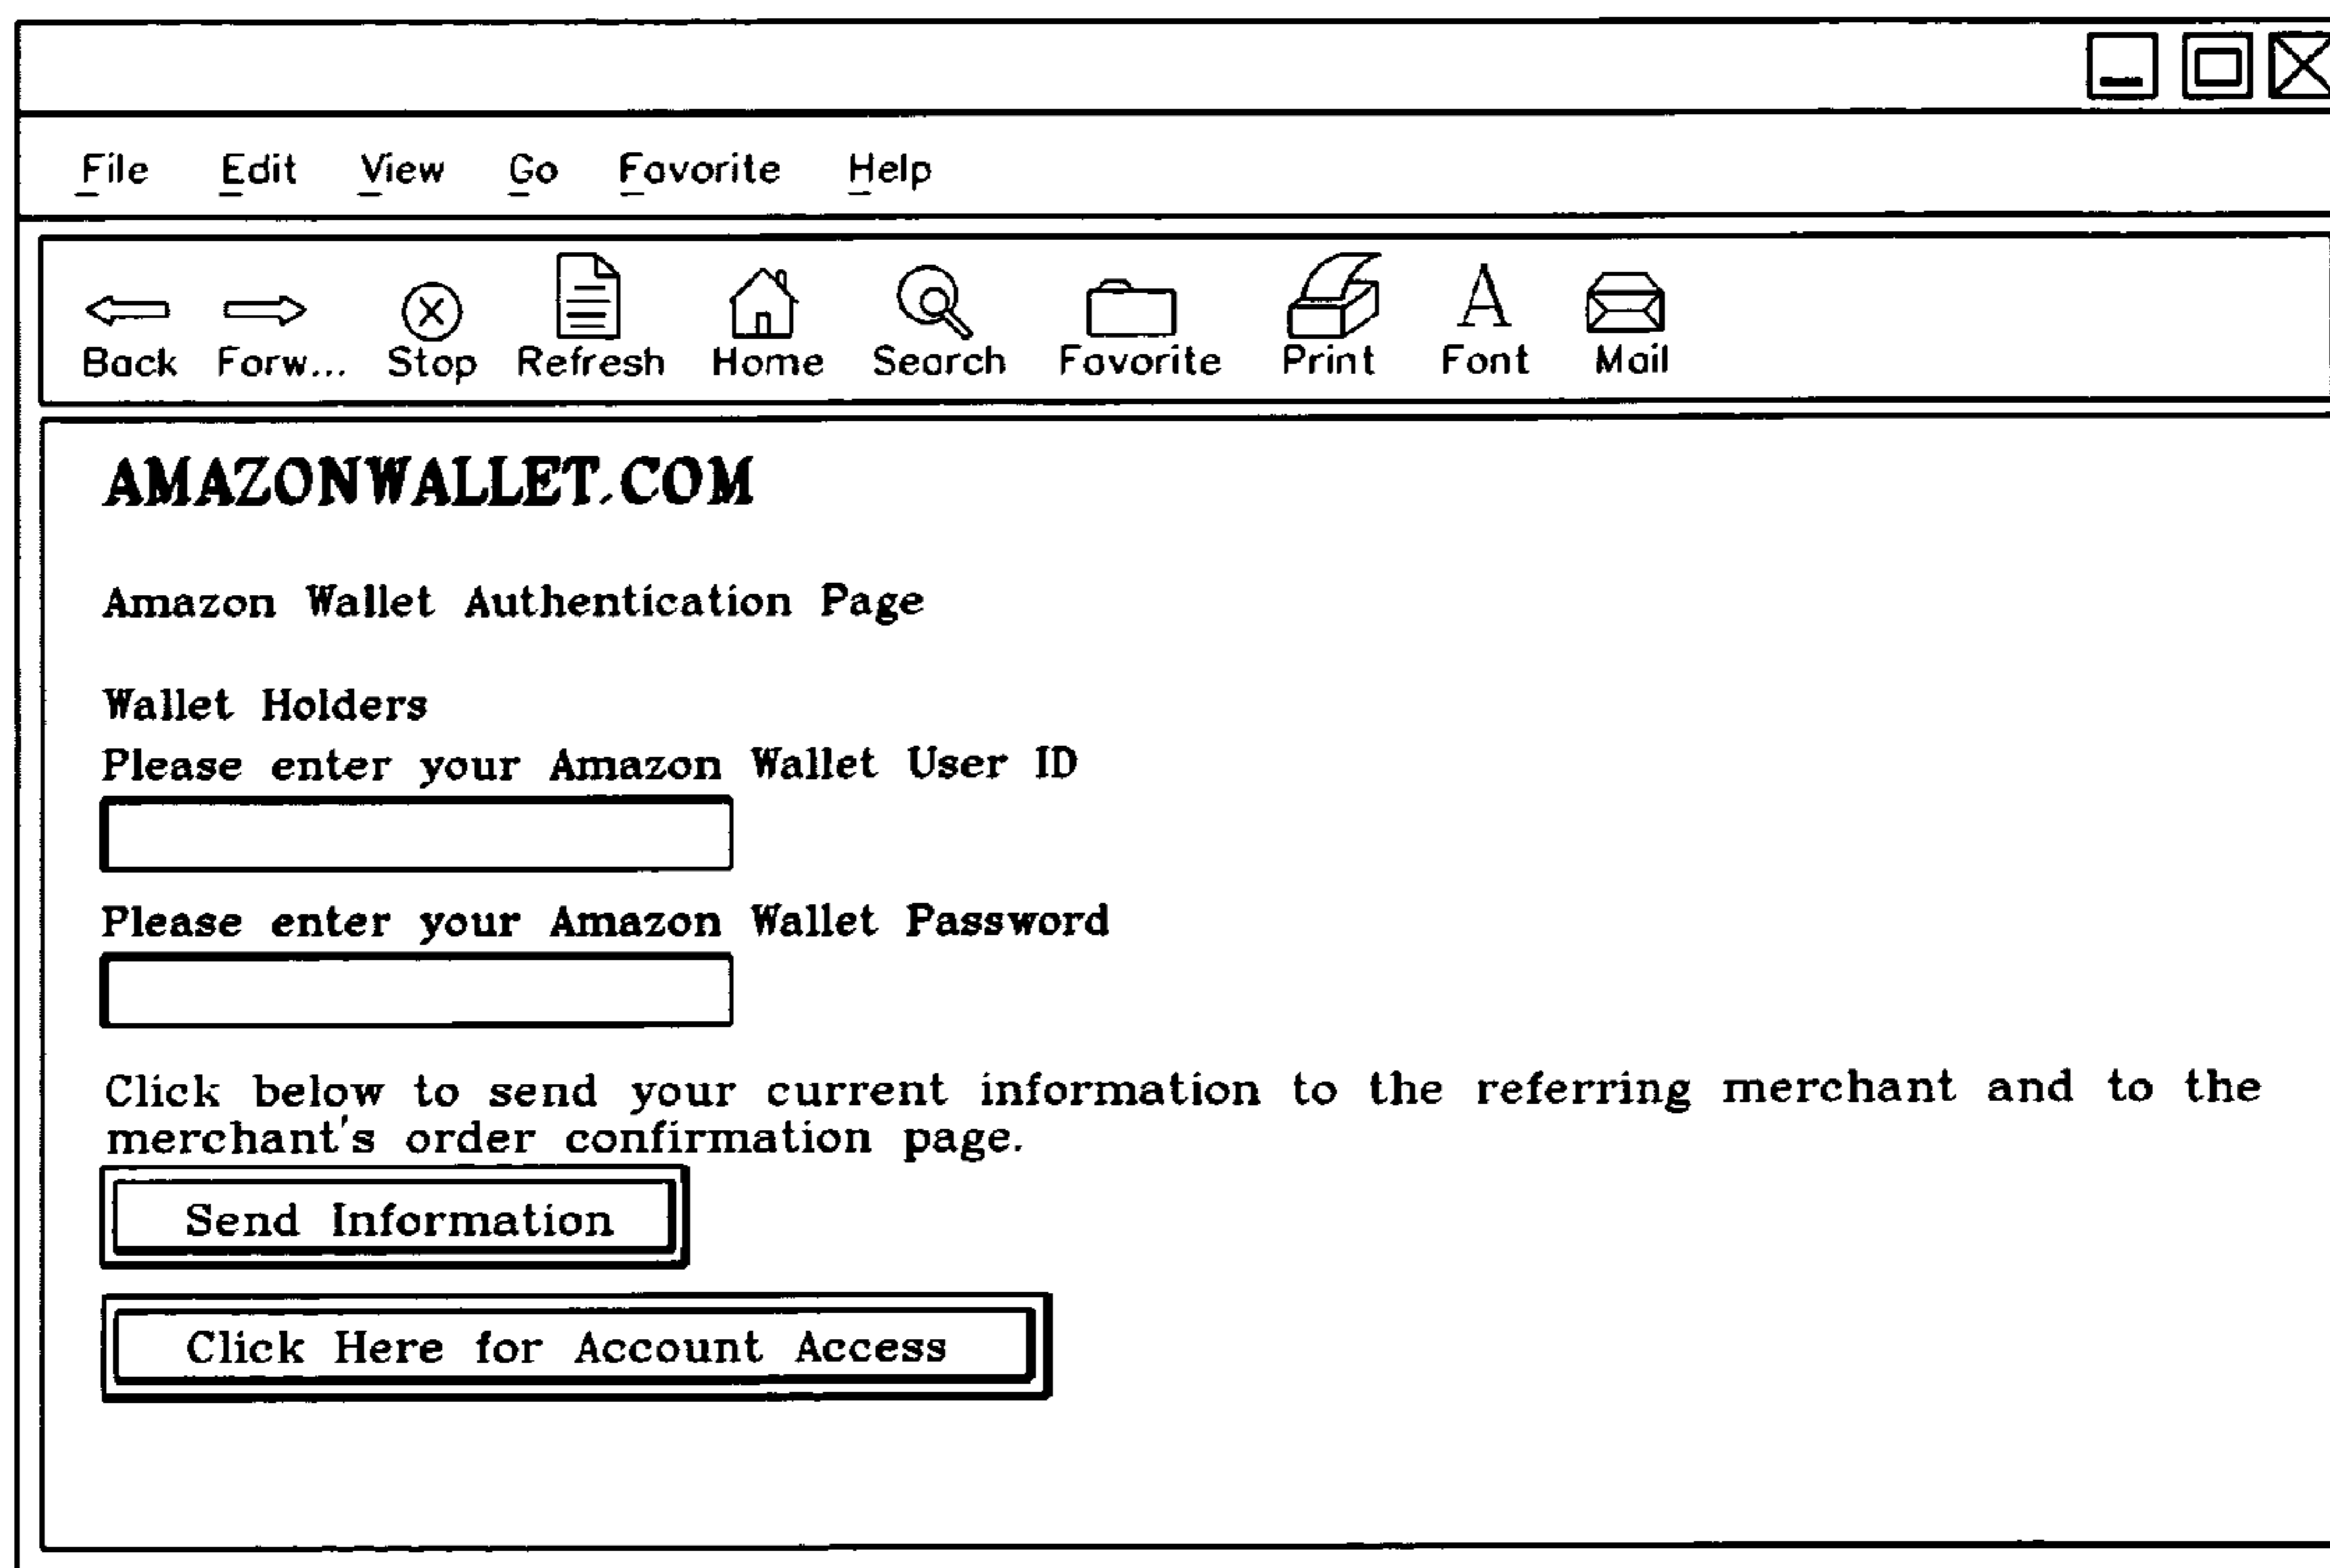 File Edit View Go Favorite Help
Back Forw... Stop Refresh Home Search Favorite Print Font Mail
AMAZONWALLET.COM
Amazon Wallet Authentication Page
Wallet Holders
Please enter your Amazon Wallet User ID
Please enter your Amazon Wallet Password
Click below to send your current information to the referring merchant and to the
merchant's order confirmation page.
Send Information
Click Here for Account Access